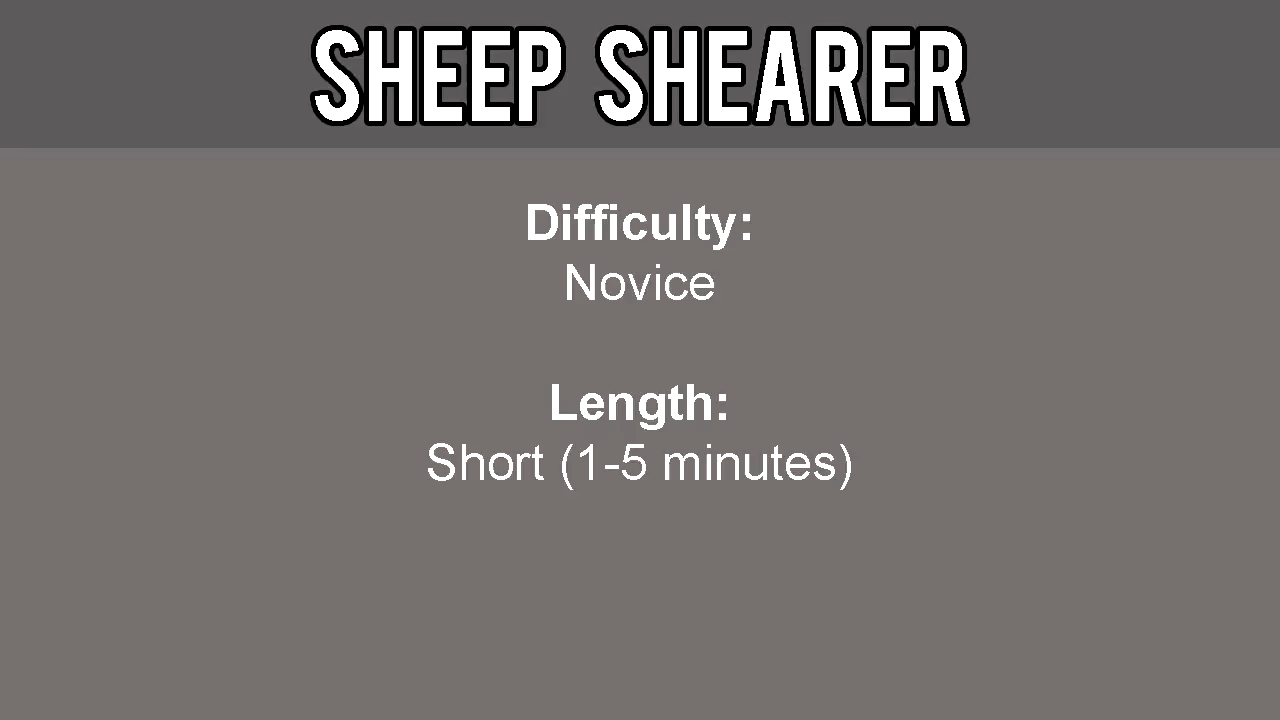 SHEEP SHEARER
Difficulty:
Novice
Length:
Short (1-5 minutes)